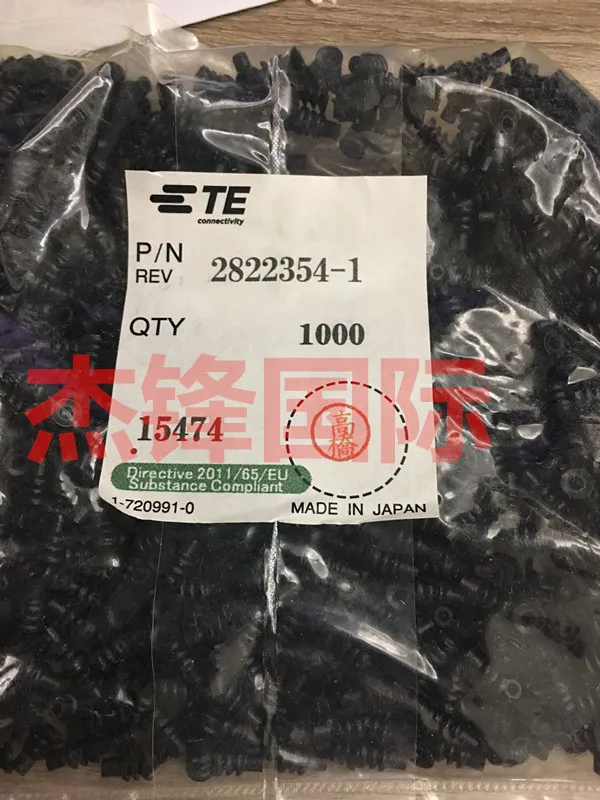 TE
connectivity
P/N
REV 2822354-1
QTY 1000
杰锋国际
15474
高橋
Directive 2011/65/EU
Substance Compliant
1-720991-0 MADE IN JAPAN